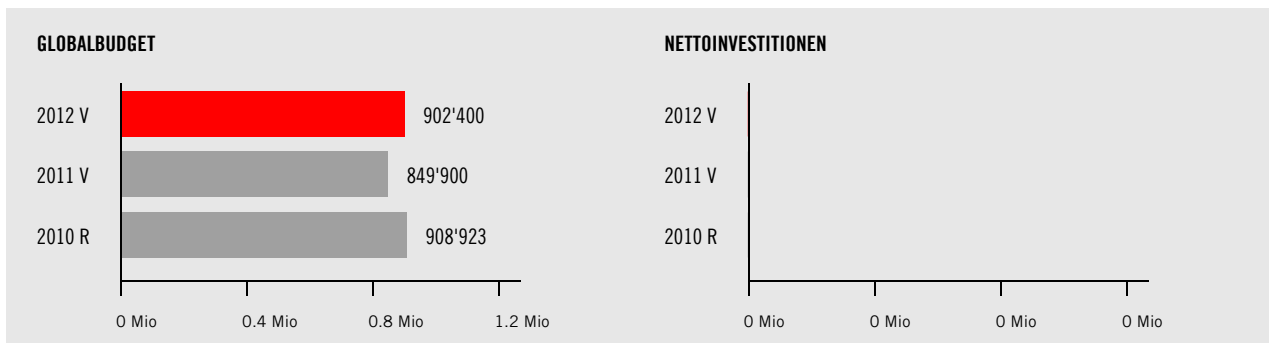 GLOBALBUDGET
2012 V 902'400
2011 V 849'900
2010 R 908'923
0 Mio 0.4 Mio 0.8 Mio 1.2 Mio
NETTOINVESTITIONEN
2012 V
2011 V
2010 R
0 Mio 0 Mio 0 Mio 0 Mio